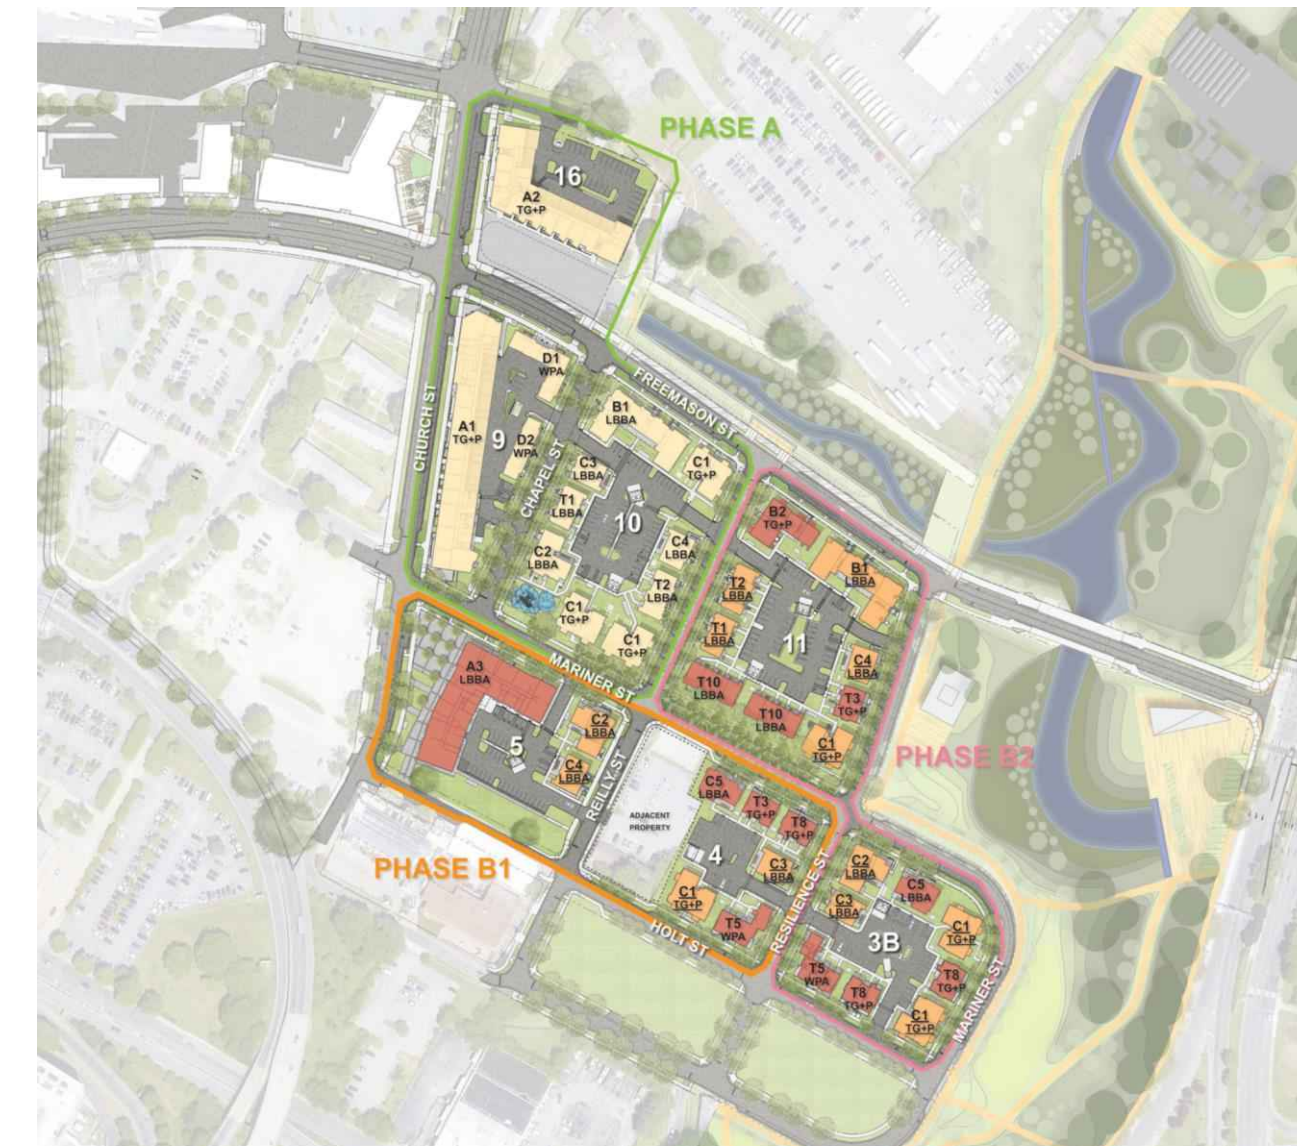 PHASE A
16
A2
TG+P
CHURCH ST
FREEMASON ST
D1
WPA
A1
TG+P
9
D2
WPA
CHAPEL ST
B1
LBBA
C1
TG+P
C3
LBBA
T1
LBBA
10
C2
LBBA
C4
LBBA
T2
LBBA
C1
TG+P
C1
TG+P
MARINER ST
B2
TG+P
B1
LBBA
T2
LBBA
T1
LBBA
11
C4
LBBA
T3
TG+P
T10
LBBA
T10
LBBA
C1
TG+P
PHASE B2
A3
LBBA
5
C2
LBBA
C4
LBBA
REILLY ST
ADJACENT
PROPERTY
C5
LBBA
T3
TG+P
T8
TG+P
4
C3
LBBA
C1
TG+P
T5
WPA
PHASE B1
HOLT ST
RESILIENCE ST
C2
LBBA
C5
LBBA
C3
LBBA
3B
C1
TG+P
T5
WPA
T8
TG+P
T8
TG+P
C1
TG+P
MARINER ST